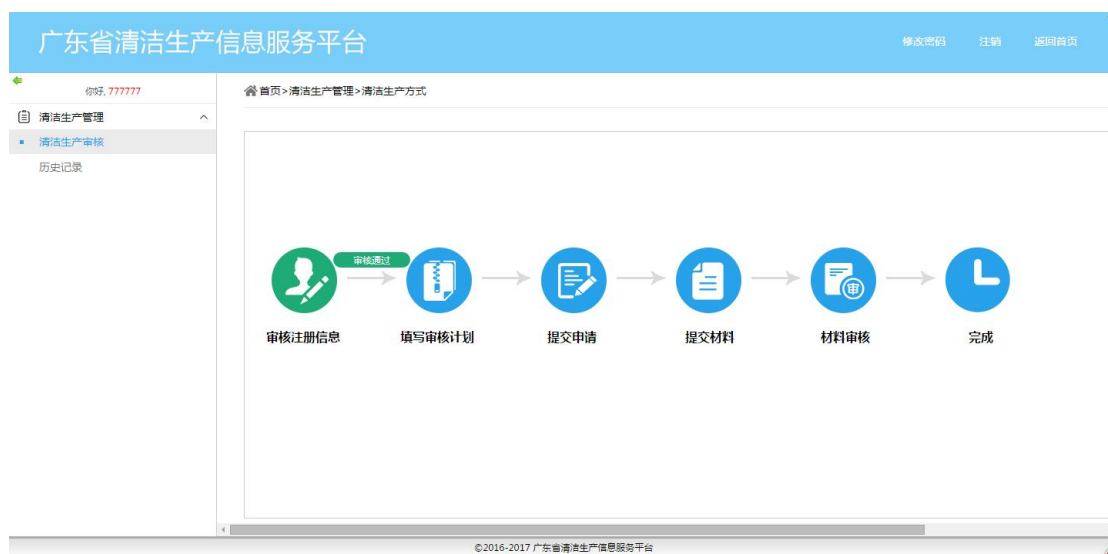 广东省清洁生产信息服务平台
修改密码 注销 返回首页
你好, 777777
首页>清洁生产管理>清洁生产方式
清洁生产管理
清洁生产审核
历史记录
审核通过
审
审核注册信息 填写审核计划 提交申请 提交材料 材料审核 完成
©2016-2017 广东省清洁生产信息服务平台